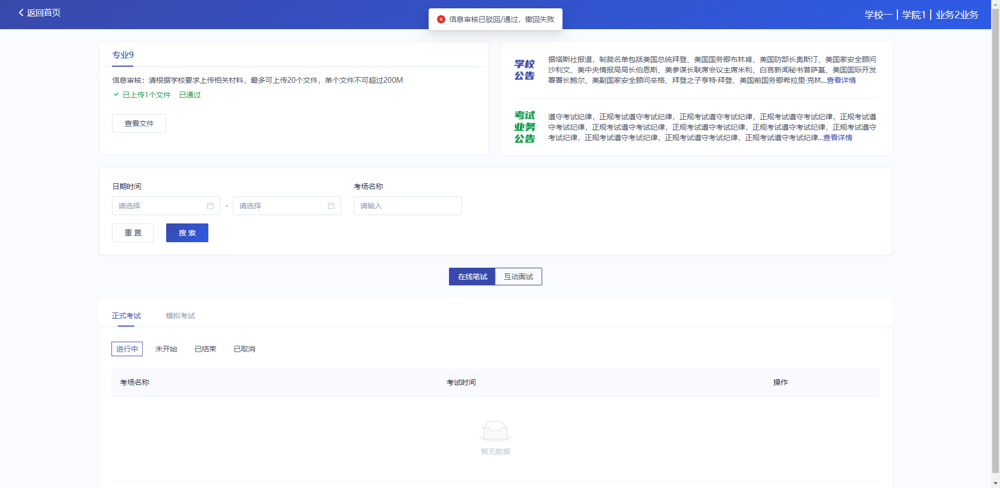 返回首页
信息审核已驳回/通过，撤回失败
学校一 | 学院1 | 业务2业务
专业9
信息审核：请根据学校要求上传相关材料，最多可上传20个文件，单个文件不可超过200M
已上传1个文件 已通过
查看文件
学校
公告
据塔斯社报道，制裁名单包括美国总统拜登、美国国务卿布林肯、美国防部长奥斯汀、美国家安全顾问
沙利文、美中央情报局局长伯恩斯、美参谋长联席会议主席米利、白宫新闻秘书普萨基、美国国际开发
署署长鲍尔、美副国家安全顾问辛格、拜登之子亨特·拜登、美国前国务卿希拉里·克林...查看详情
考试
业务
公告
遵守考试纪律，正规考试遵守考试纪律，正规考试遵守考试纪律，正规考试遵守考试纪律，正规考试遵
守考试纪律，正规考试遵守考试纪律，正规考试遵守考试纪律，正规考试遵守考试纪律，正规考试遵守
考试纪律，正规考试遵守考试纪律，正规考试遵守考试纪律，正规考试遵守考试纪律...查看详情
日期时间
考场名称
请选择 - 请选择
请输入
重置
搜索
在线笔试
互动面试
正式考试
模拟考试
进行中
未开始
已结束
已取消
考场名称
考试时间
操作
暂无数据